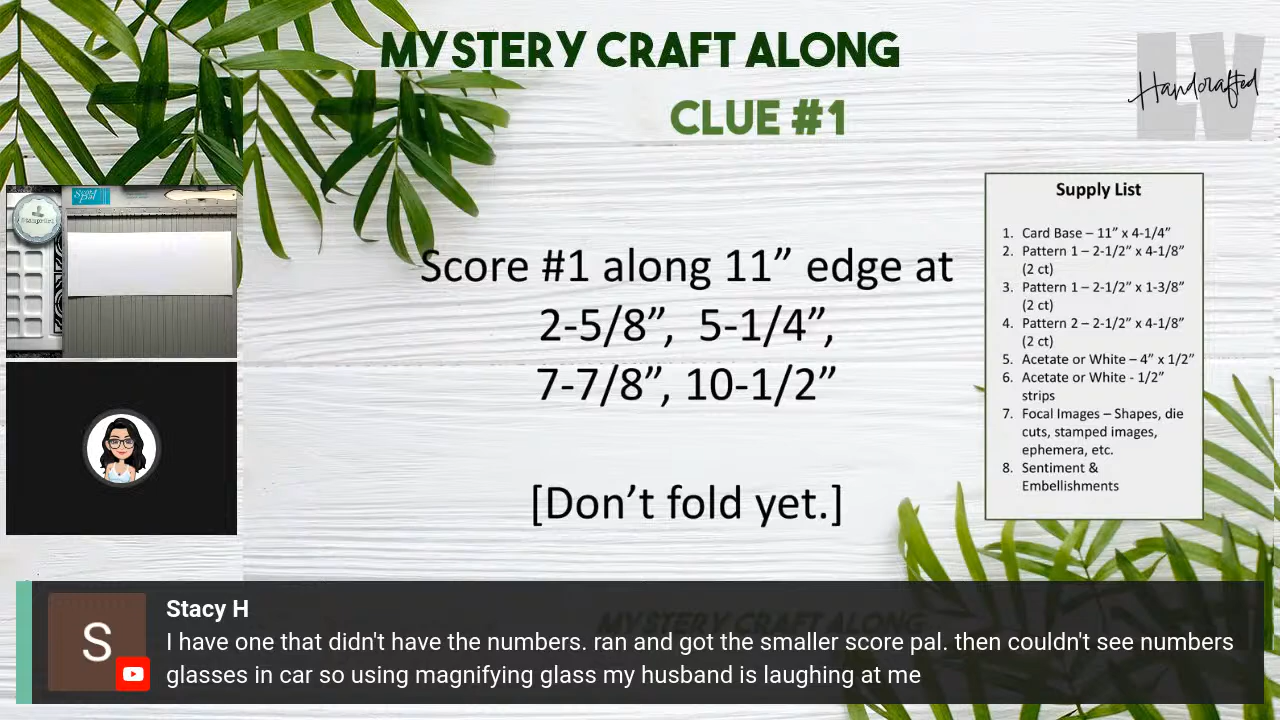 MYSTERY CRAFT ALONG
CLUE #1
Handcrafted
LV
Score #1 along 11” edge at
2-5/8”, 5-1/4”,
7-7/8”, 10-1/2”
[Don’t fold yet.]
Supply List
1. Card Base – 11” x 4-1/4”
2. Pattern 1 – 2-1/2” x 4-1/8”
(2 ct)
3. Pattern 1 – 2-1/2” x 1-3/8”
(2 ct)
4. Pattern 2 – 2-1/2” x 4-1/8”
(2 ct)
5. Acetate or White – 4” x 1/2”
6. Acetate or White - 1/2”
strips
7. Focal Images – Shapes, die
cuts, stamped images,
ephemera, etc.
8. Sentiment &
Embellishments
MYSTERY CRAFT ALONG
S
Stacy H
I have one that didn't have the numbers. ran and got the smaller score pal. then couldn't see numbers
glasses in car so using magnifying glass my husband is laughing at me